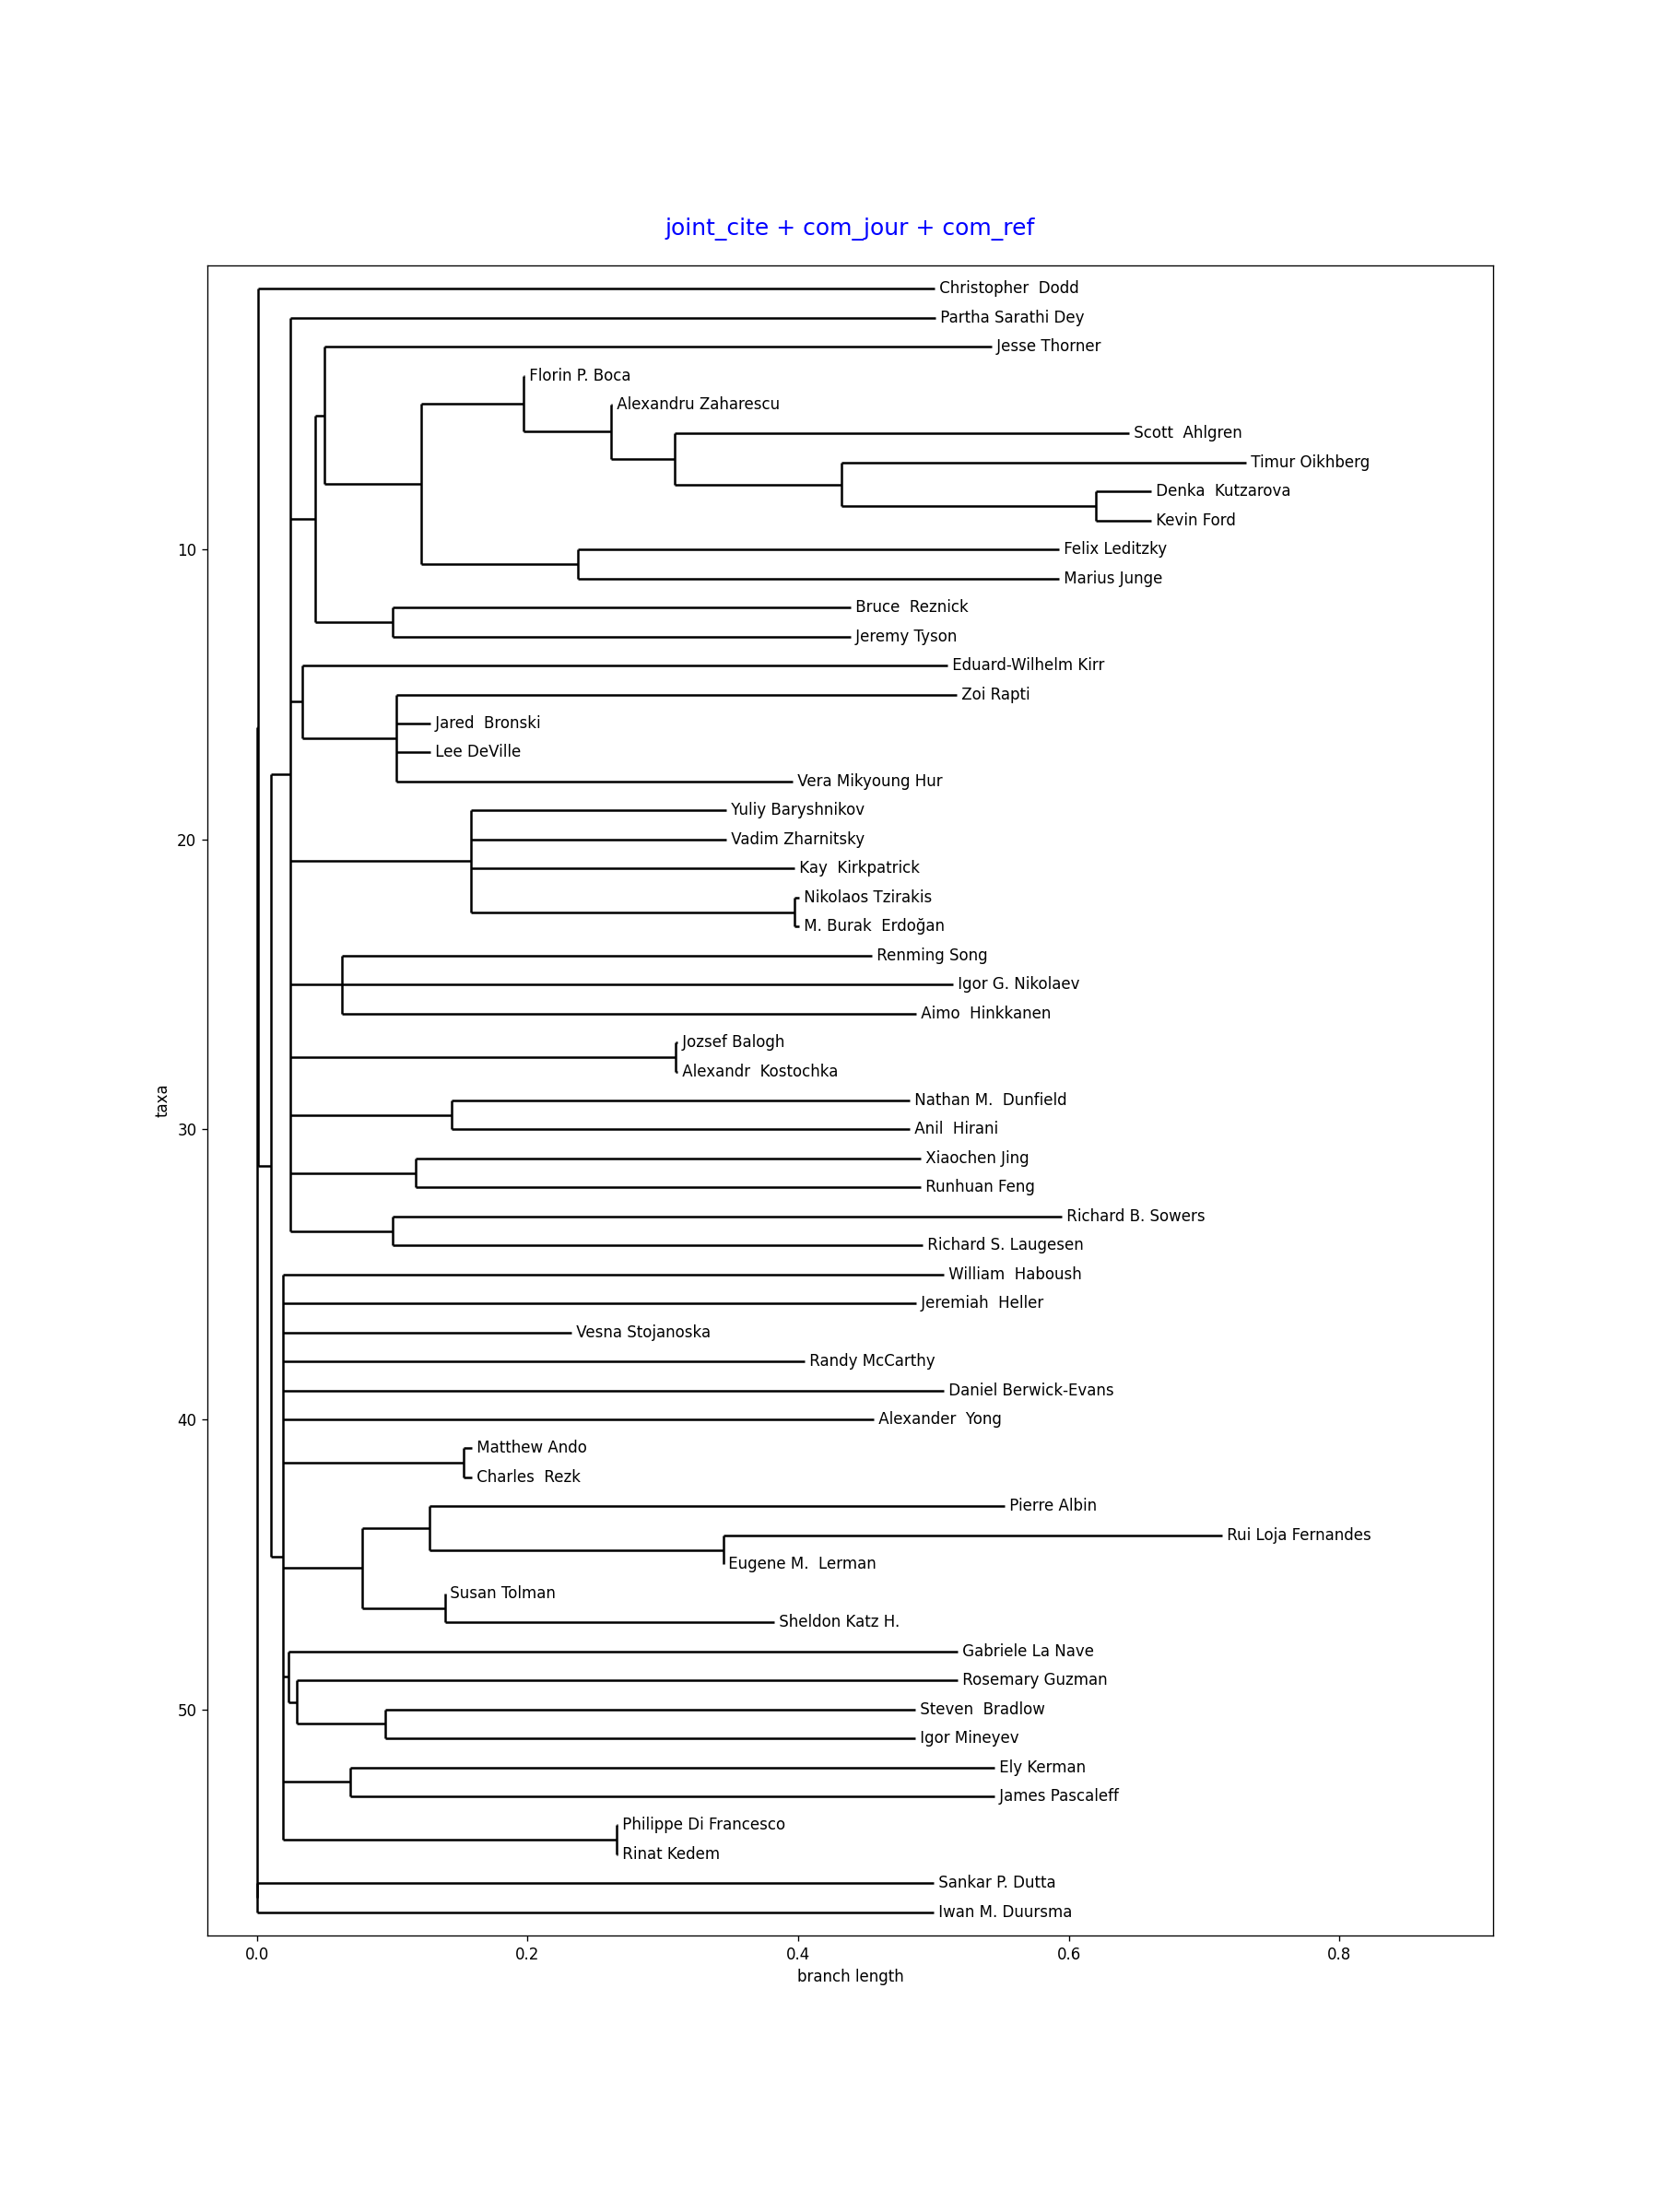 joint_cite + com_jour + com_ref
Christopher  Dodd
Partha Sarathi Dey
Jesse Thorner
Florin P. Boca
Alexandru Zaharescu
Scott  Ahlgren
Timur Oikhberg
Denka  Kutzarova
Kevin Ford
10
Felix Leditzky
Marius Junge
Bruce  Reznick
Jeremy Tyson
Eduard-Wilhelm Kirr
Zoi Rapti
Jared  Bronski
Lee DeVille
Vera Mikyoung Hur
Yuliy Baryshnikov
20
Vadim Zharnitsky
Kay  Kirkpatrick
Nikolaos Tzirakis
M. Burak  Erdoğan
Renming Song
Igor G. Nikolaev
Aimo  Hinkkanen
Jozsef Balogh
Alexandr  Kostochka
taxa
Nathan M.  Dunfield
30
Anil  Hirani
Xiaochen Jing
Runhuan Feng
Richard B. Sowers
Richard S. Laugesen
William  Haboush
Jeremiah  Heller
Vesna Stojanoska
Randy McCarthy
Daniel Berwick-Evans
40
Alexander  Yong
Matthew Ando
Charles  Rezk
Pierre Albin
Rui Loja Fernandes
Eugene M.  Lerman
Susan Tolman
Sheldon Katz H.
Gabriele La Nave
Rosemary Guzman
50
Steven  Bradlow
Igor Mineyev
Ely Kerman
James Pascaleff
Philippe Di Francesco
Rinat Kedem
Sankar P. Dutta
Iwan M. Duursma
0.0 0.2 0.4 0.6 0.8
branch length